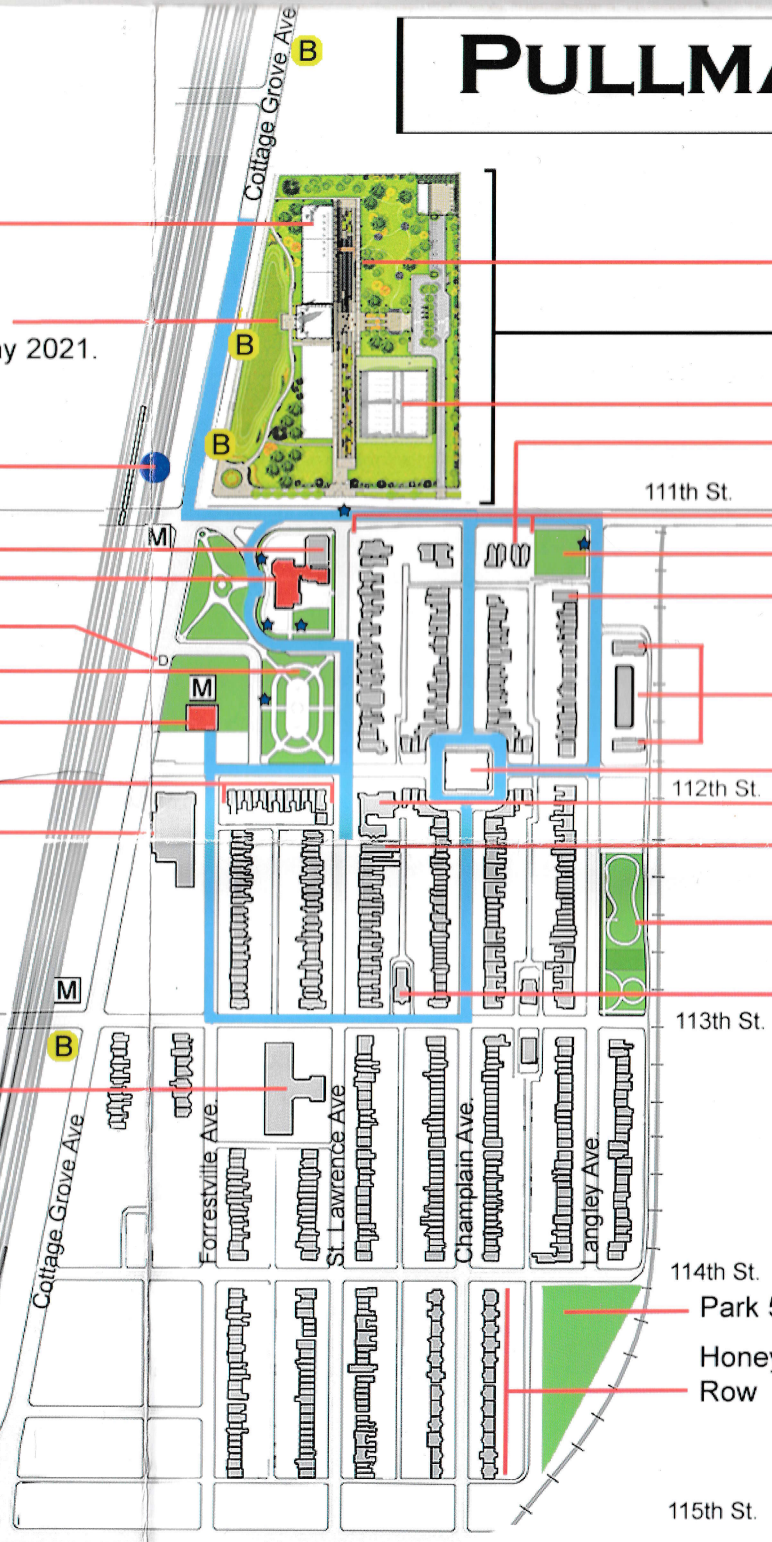 Cottage Grove Ave
B
PULLMA
y 2021.
B
B
111th St.
M
D
M
112th St.
M
113th St.
B
Forrestville Ave.
St. Lawrence Ave
Champlain Ave.
Langley Ave.
Cottage Grove Ave
114th St.
Park 5
Honey
Row
115th St.